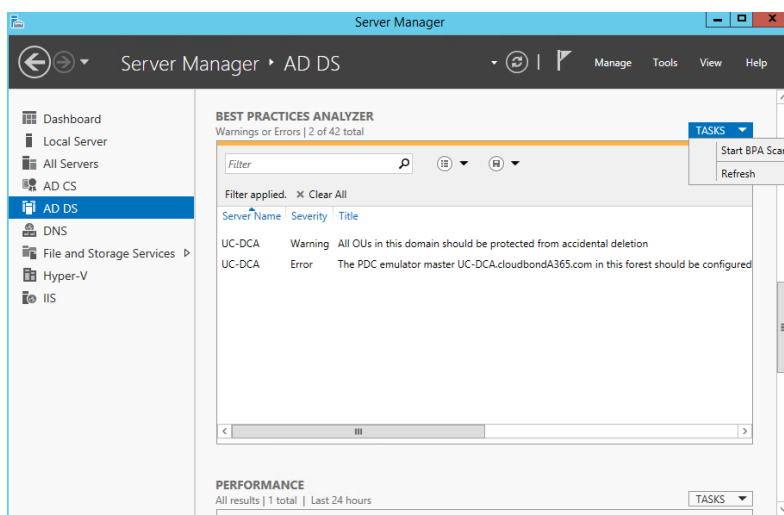 Server Manager
Server Manager ‣ AD DS
Manage Tools View Help
Dashboard
Local Server
All Servers
AD CS
AD DS
DNS
File and Storage Services
Hyper-V
IIS
BEST PRACTICES ANALYZER
Warnings or Errors | 2 of 42 total
TASKS
Start BPA Scan
Refresh
Filter
Filter applied. × Clear All
Server Name Severity Title
UC-DCA Warning All OUs in this domain should be protected from accidental deletion
UC-DCA Error The PDC emulator master UC-DCA.cloudbondA365.com in this forest should be configured
PERFORMANCE
All results | 1 total | Last 24 hours
TASKS